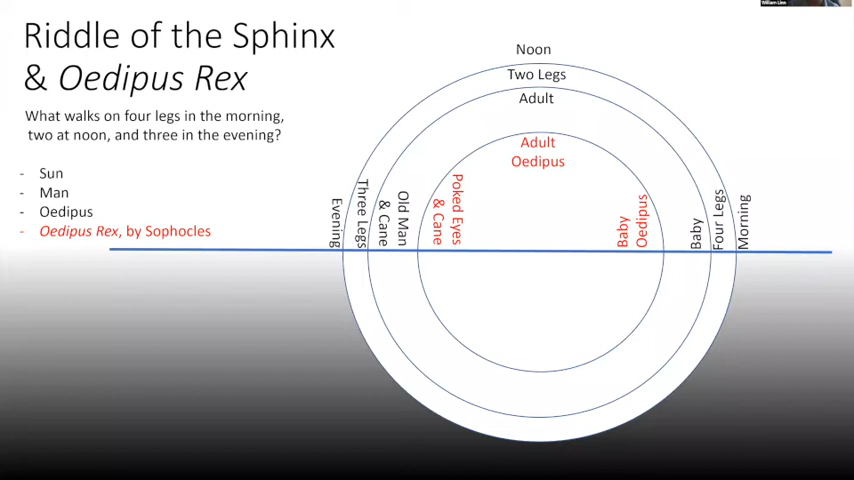 William Linn
Riddle of the Sphinx
& Oedipus Rex
What walks on four legs in the morning,
two at noon, and three in the evening?
- Sun
- Man
- Oedipus
- Oedipus Rex, by Sophocles
Noon
Two Legs
Adult
Adult
Oedipus
Evening
Three Legs
Old Man
& Cane
Poked Eyes
& Cane
Baby
Oedipus
Baby
Four Legs
Morning